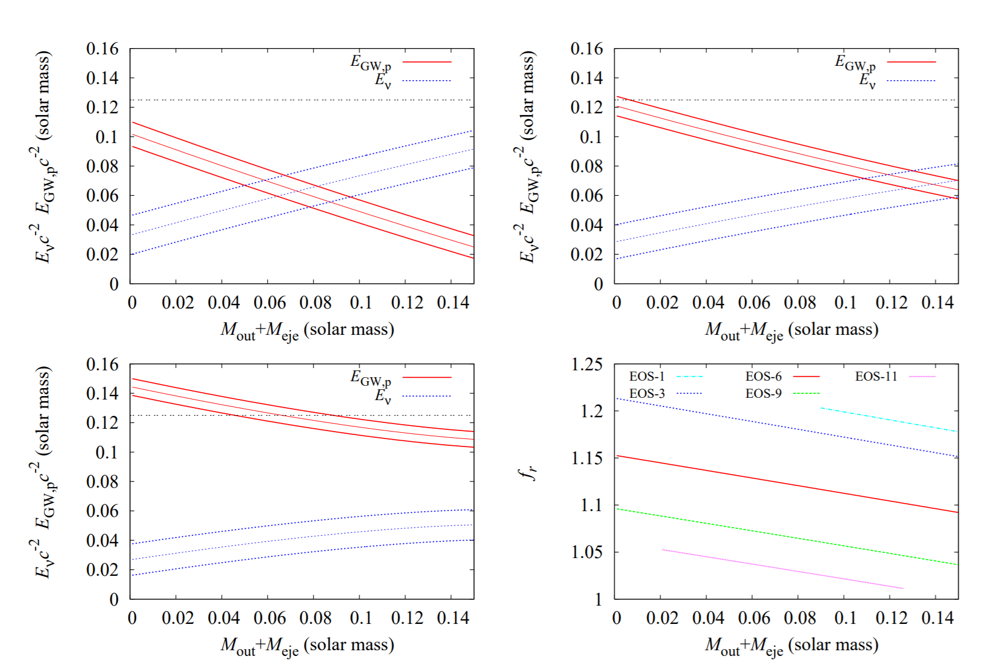 0.16
0.14
0.12
0.1
0.08
0.06
0.04
0.02
0
E_ν c^-2 E_GW,p c^-2 (solar mass)
E_GW,p
E_ν
0 0.02 0.04 0.06 0.08 0.1 0.12 0.14
M_out+M_eje (solar mass)
0.16
0.14
0.12
0.1
0.08
0.06
0.04
0.02
0
E_ν c^-2 E_GW,p c^-2 (solar mass)
E_GW,p
E_ν
0 0.02 0.04 0.06 0.08 0.1 0.12 0.14
M_out+M_eje (solar mass)
0.16
0.14
0.12
0.1
0.08
0.06
0.04
0.02
0
E_ν c^-2 E_GW,p c^-2 (solar mass)
E_GW,p
E_ν
0 0.02 0.04 0.06 0.08 0.1 0.12 0.14
M_out+M_eje (solar mass)
1.25
1.2
1.15
1.1
1.05
1
f_r
EOS-1 EOS-6 EOS-11
EOS-3 EOS-9
0 0.02 0.04 0.06 0.08 0.1 0.12 0.14
M_out+M_eje (solar mass)